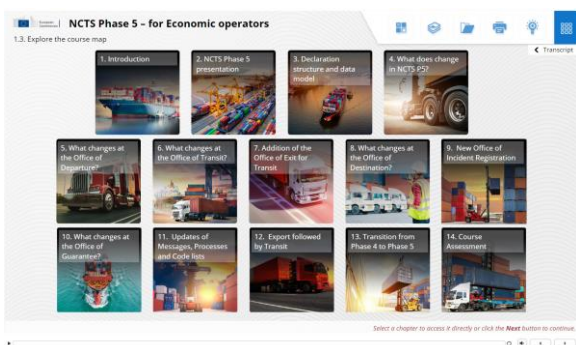 NCTS Phase 5 – for Economic operators
1.3. Explore the course map
Transcript
1. Introduction
2. NCTS Phase 5
presentation
3. Declaration
structure and data
model
4. What does change
in NCTS P5?
5. What changes at
the Office of
Departure?
6. What changes at
the Office of Transit?
7. Addition of the
Office of Exit for
Transit
8. What changes at
the Office of
Destination?
9. New Office of
Incident Registration
10. What changes at
the Office of
Guarantee?
11. Updates of
Messages, Processes
and Code lists
12. Export followed
by Transit
13. Transition from
Phase 4 to Phase 5
14. Course
Assessment
Select a chapter to access it directly or click the Next button to continue.